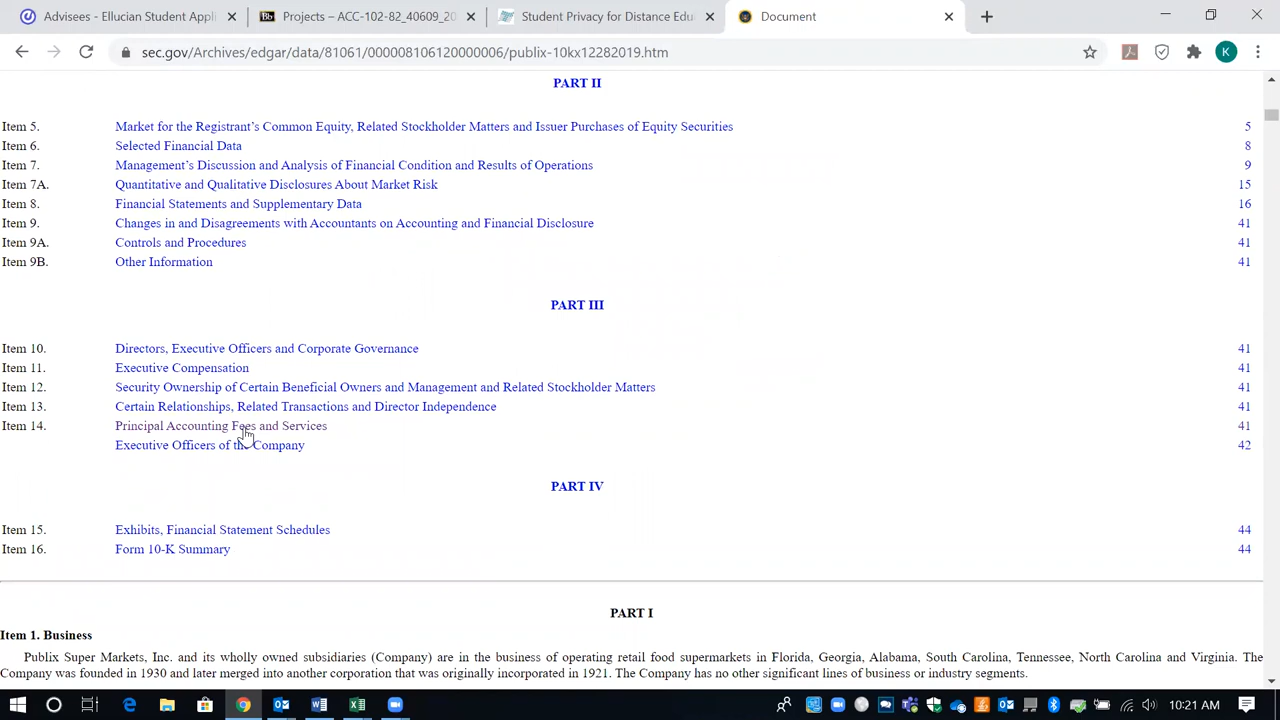 Advisees - Ellucian Student Appli
Projects – ACC-102-82_40609_20
Student Privacy for Distance Edu
Document
sec.gov/Archives/edgar/data/81061/000008106120000006/publix-10kx12282019.htm
K
PART II
Item 5. Market for the Registrant's Common Equity, Related Stockholder Matters and Issuer Purchases of Equity Securities 5
Item 6. Selected Financial Data 8
Item 7. Management's Discussion and Analysis of Financial Condition and Results of Operations 9
Item 7A. Quantitative and Qualitative Disclosures About Market Risk 15
Item 8. Financial Statements and Supplementary Data 16
Item 9. Changes in and Disagreements with Accountants on Accounting and Financial Disclosure 41
Item 9A. Controls and Procedures 41
Item 9B. Other Information 41
PART III
Item 10. Directors, Executive Officers and Corporate Governance 41
Item 11. Executive Compensation 41
Item 12. Security Ownership of Certain Beneficial Owners and Management and Related Stockholder Matters 41
Item 13. Certain Relationships, Related Transactions and Director Independence 41
Item 14. Principal Accounting Fees and Services 41
Executive Officers of the Company 42
PART IV
Item 15. Exhibits, Financial Statement Schedules 44
Item 16. Form 10-K Summary 44
PART I
Item 1. Business
Publix Super Markets, Inc. and its wholly owned subsidiaries (Company) are in the business of operating retail food supermarkets in Florida, Georgia, Alabama, South Carolina, Tennessee, North Carolina and Virginia. The
Company was founded in 1930 and later merged into another corporation that was originally incorporated in 1921. The Company has no other significant lines of business or industry segments.
10:21 AM